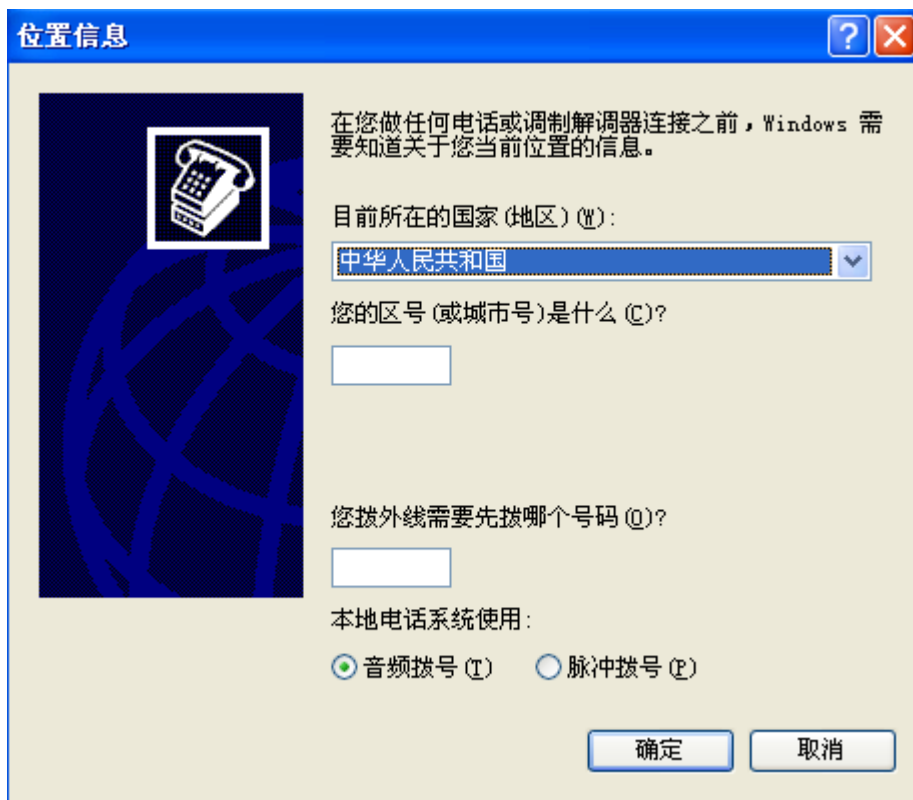 位置信息
在您做任何电话或调制解调器连接之前，Windows 需
要知道关于您当前位置的信息。
目前所在的国家(地区)(W):
中华人民共和国
您的区号(或城市号)是什么(C)?
您拨外线需要先拨哪个号码(O)?
本地电话系统使用:
音频拨号(T) 脉冲拨号(P)
确定 取消